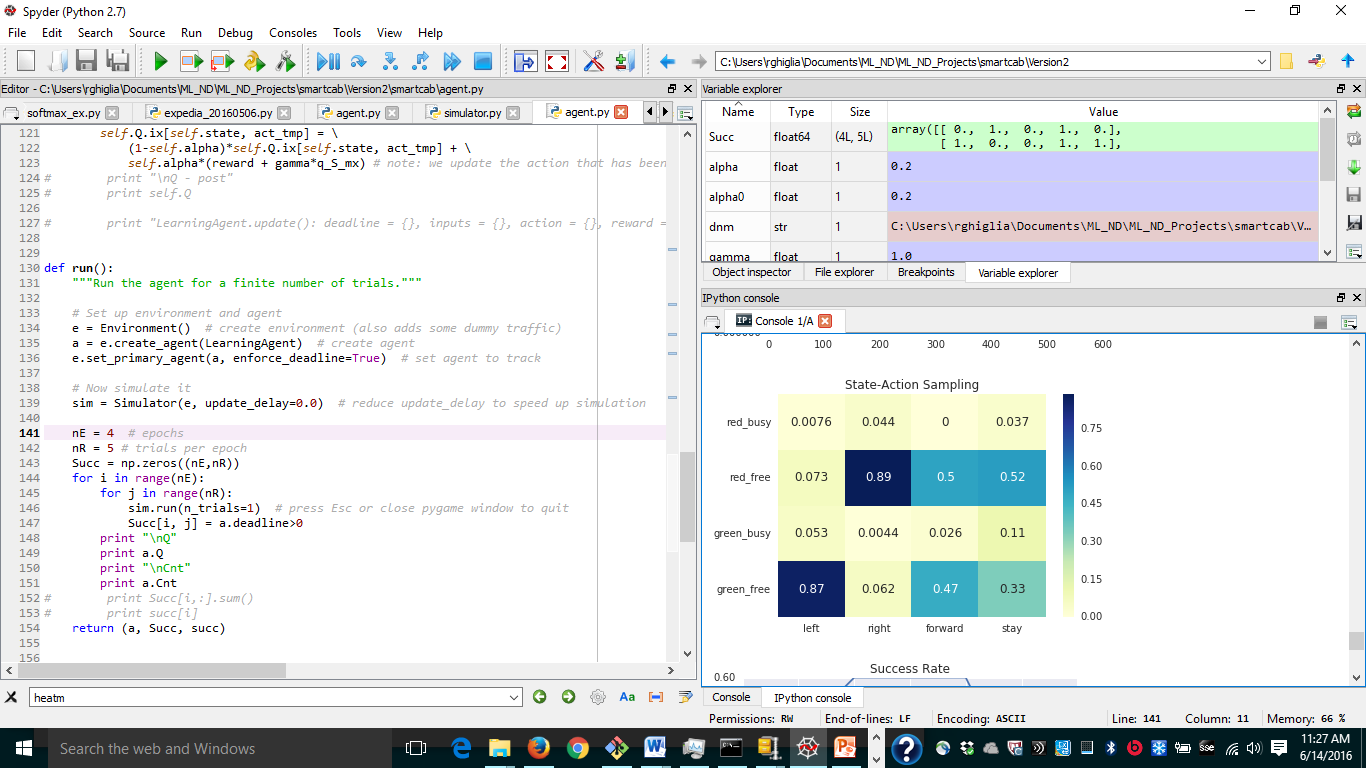 Spyder (Python 2.7)
File Edit Search Source Run Debug Consoles Tools View Help
C:\Users\rghiglia\Documents\ML_ND\ML_ND_Projects\smartcab\Version2
Editor - C:\Users\rghiglia\Documents\ML_ND\ML_ND_Projects\smartcab\Version2\smartcab\agent.py
softmax_ex.py expedia_20160506.py agent.py simulator.py agent.py
121 self.Q.ix[self.state, act_tmp] = \
122 (1-self.alpha)*self.Q.ix[self.state, act_tmp] + \
123 self.alpha*(reward + gamma*q_S_mx) # note: we update the action that has been
124 # print "\nQ - post"
125 # print self.Q
126
127 # print "LearningAgent.update(): deadline = {}, inputs = {}, action = {}, reward =
128
129
130 def run():
131 """Run the agent for a finite number of trials."""
132
133 # Set up environment and agent
134 e = Environment() # create environment (also adds some dummy traffic)
135 a = e.create_agent(LearningAgent) # create agent
136 e.set_primary_agent(a, enforce_deadline=True) # set agent to track
137
138 # Now simulate it
139 sim = Simulator(e, update_delay=0.0) # reduce update_delay to speed up simulation
140
141 nE = 4 # epochs
142 nR = 5 # trials per epoch
143 Succ = np.zeros((nE,nR))
144 for i in range(nE):
145 for j in range(nR):
146 sim.run(n_trials=1) # press Esc or close pygame window to quit
147 Succ[i, j] = a.deadline>0
148 print "\nQ"
149 print a.Q
150 print "\nCnt"
151 print a.Cnt
152 # print Succ[i,:].sum()
153 # print succ[i]
154 return (a, Succ, succ)
155
156
heatm
Aa
Variable explorer
Name Type Size Value
Succ float64 (4L, 5L) array([[ 0., 1., 0., 1., 0.],
[ 1., 0., 0., 1., 1.],
alpha float 1 0.2
alpha0 float 1 0.2
dnm str 1 C:\Users\rghiglia\Documents\ML_ND\ML_ND_Projects\smartcab\V...
gamma float 1 1.0
Object inspector File explorer Breakpoints Variable explorer
IPython console
IP: Console 1/A
0 100 200 300 400 500 600
State-Action Sampling
red_busy 0.0076 0.044 0 0.037
red_free 0.073 0.89 0.5 0.52
green_busy 0.053 0.0044 0.026 0.11
green_free 0.87 0.062 0.47 0.33
left right forward stay
0.75
0.60
0.45
0.30
0.15
0.00
Success Rate
0.60
Console IPython console
Permissions: RW End-of-lines: LF Encoding: ASCII Line: 141 Column: 11 Memory: 66 %
Search the web and Windows
11:27 AM
6/14/2016